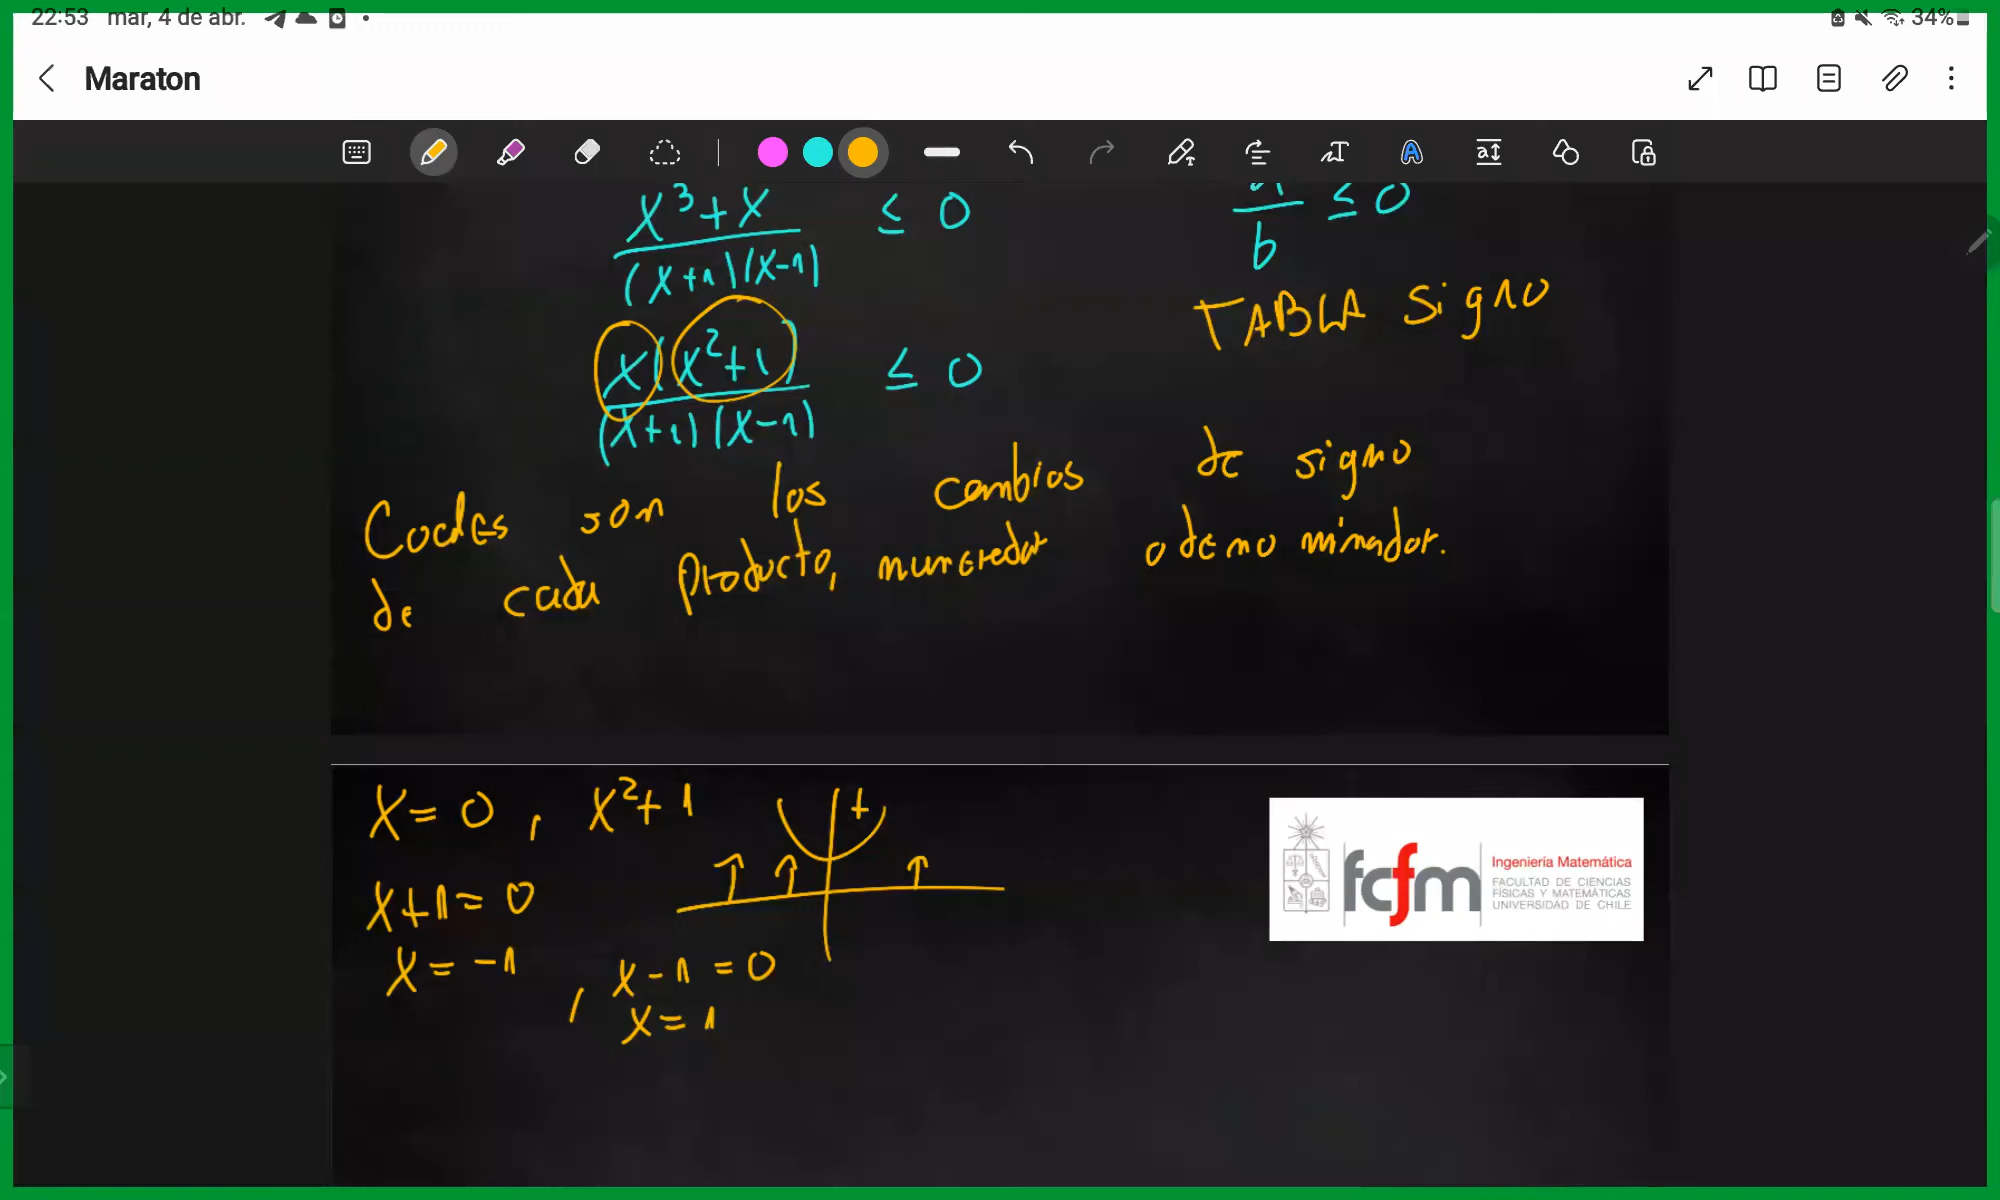 22:53 mar, 4 de abr. 34%
Maraton
x³+x / (x+1)(x-1) ≤ 0
/ b ≤ 0
TABLA signo
x(x²+1) / (x+1)(x-1) ≤ 0
son los cambios de signo
de cada producto, numerador o denominador.
x=0, x²+1
+
x+1=0
x=-1, x-1=0
x=1
fcfm
Ingeniería Matemática
FACULTAD DE CIENCIAS
FÍSICAS Y MATEMÁTICAS
UNIVERSIDAD DE CHILE